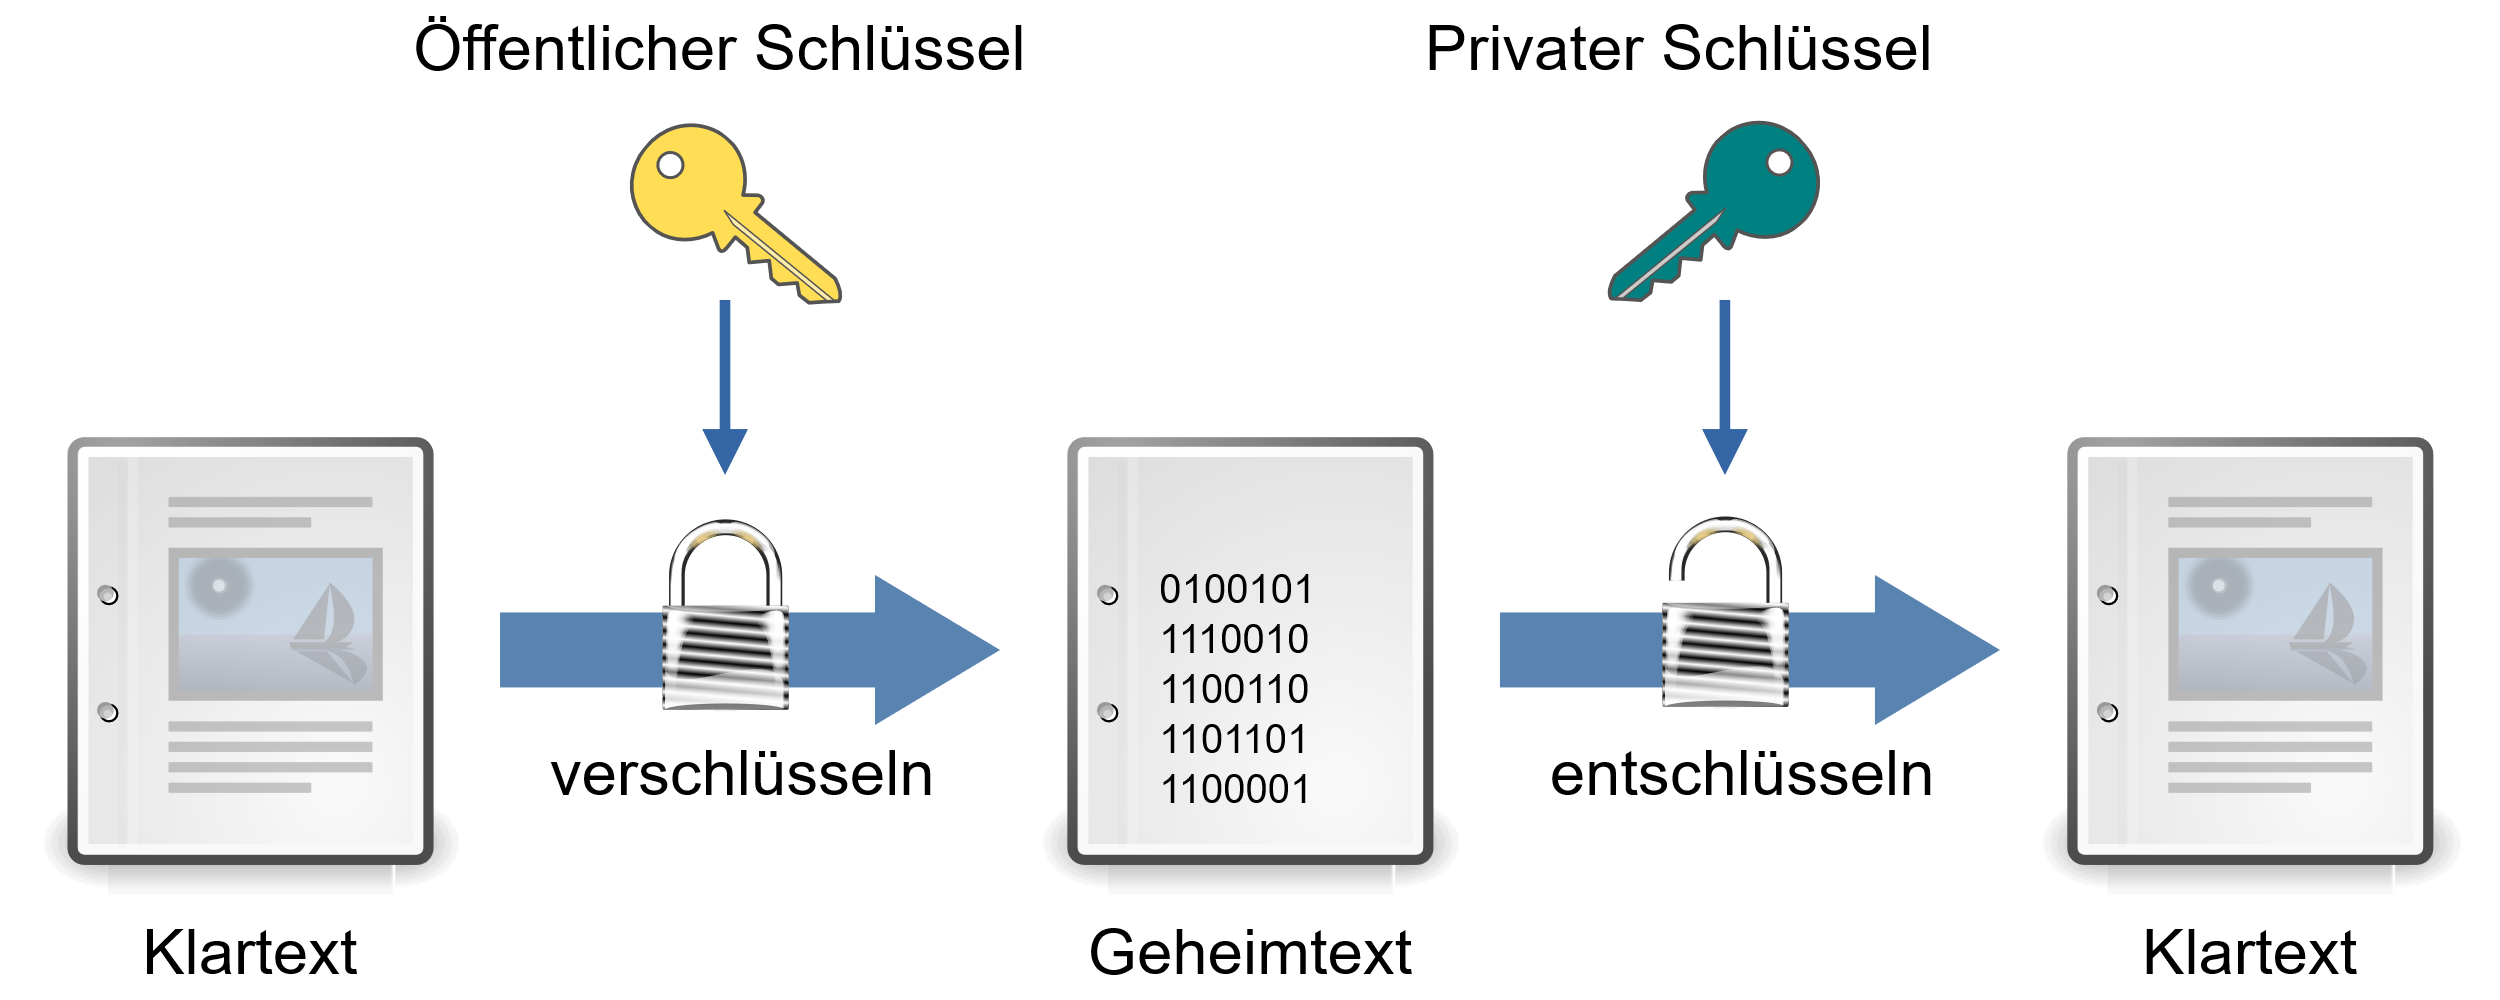 Öffentlicher Schlüssel
Privater Schlüssel
verschlüsseln
0100101
1110010
1100110
1101101
1100001
entschlüsseln
Klartext
Geheimtext
Klartext